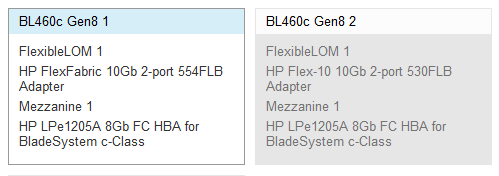 BL460c Gen8 1
FlexibleLOM 1
HP FlexFabric 10Gb 2-port 554FLB
Adapter
Mezzanine 1
HP LPe1205A 8Gb FC HBA for
BladeSystem c-Class
BL460c Gen8 2
FlexibleLOM 1
HP Flex-10 10Gb 2-port 530FLB
Adapter
Mezzanine 1
HP LPe1205A 8Gb FC HBA for
BladeSystem c-Class